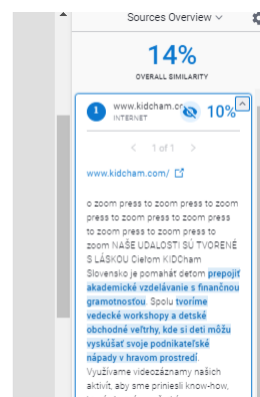 Sources Overview
14%
OVERALL SIMILARITY
1 www.kidcham.co 10%
INTERNET
1 of 1
www.kidcham.com/
o zoom press to zoom press to zoom
press to zoom press to zoom press
to zoom press to zoom press to
zoom NAŠE UDALOSTI SÚ TVORENÉ
S LÁSKOU Cieľom KIDCham
Slovensko je pomáhať deťom prepojiť
akademické vzdelávanie s finančnou
gramotnosťou. Spolu tvoríme
vedecké workshopy a detské
obchodné veľtrhy, kde si deti môžu
vyskúšať svoje podnikateľské
nápady v hravom prostredí.
Využívame videozáznamy našich
aktivít, aby sme priniesli know-how,